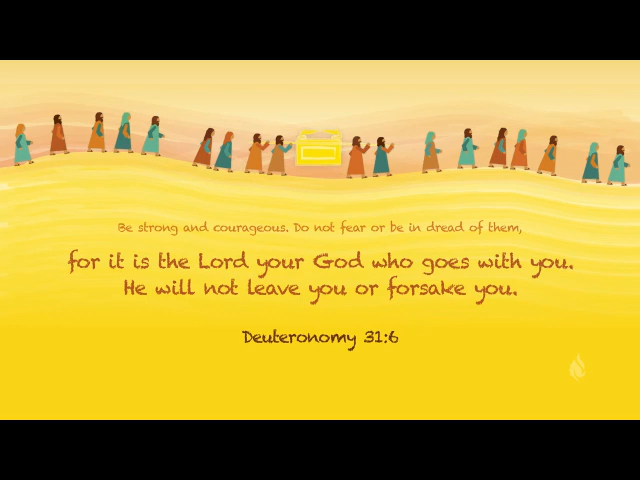 Be strong and courageous. Do not fear or be in dread of them,
for it is the Lord your God who goes with you.
He will not leave you or forsake you.
Deuteronomy 31:6